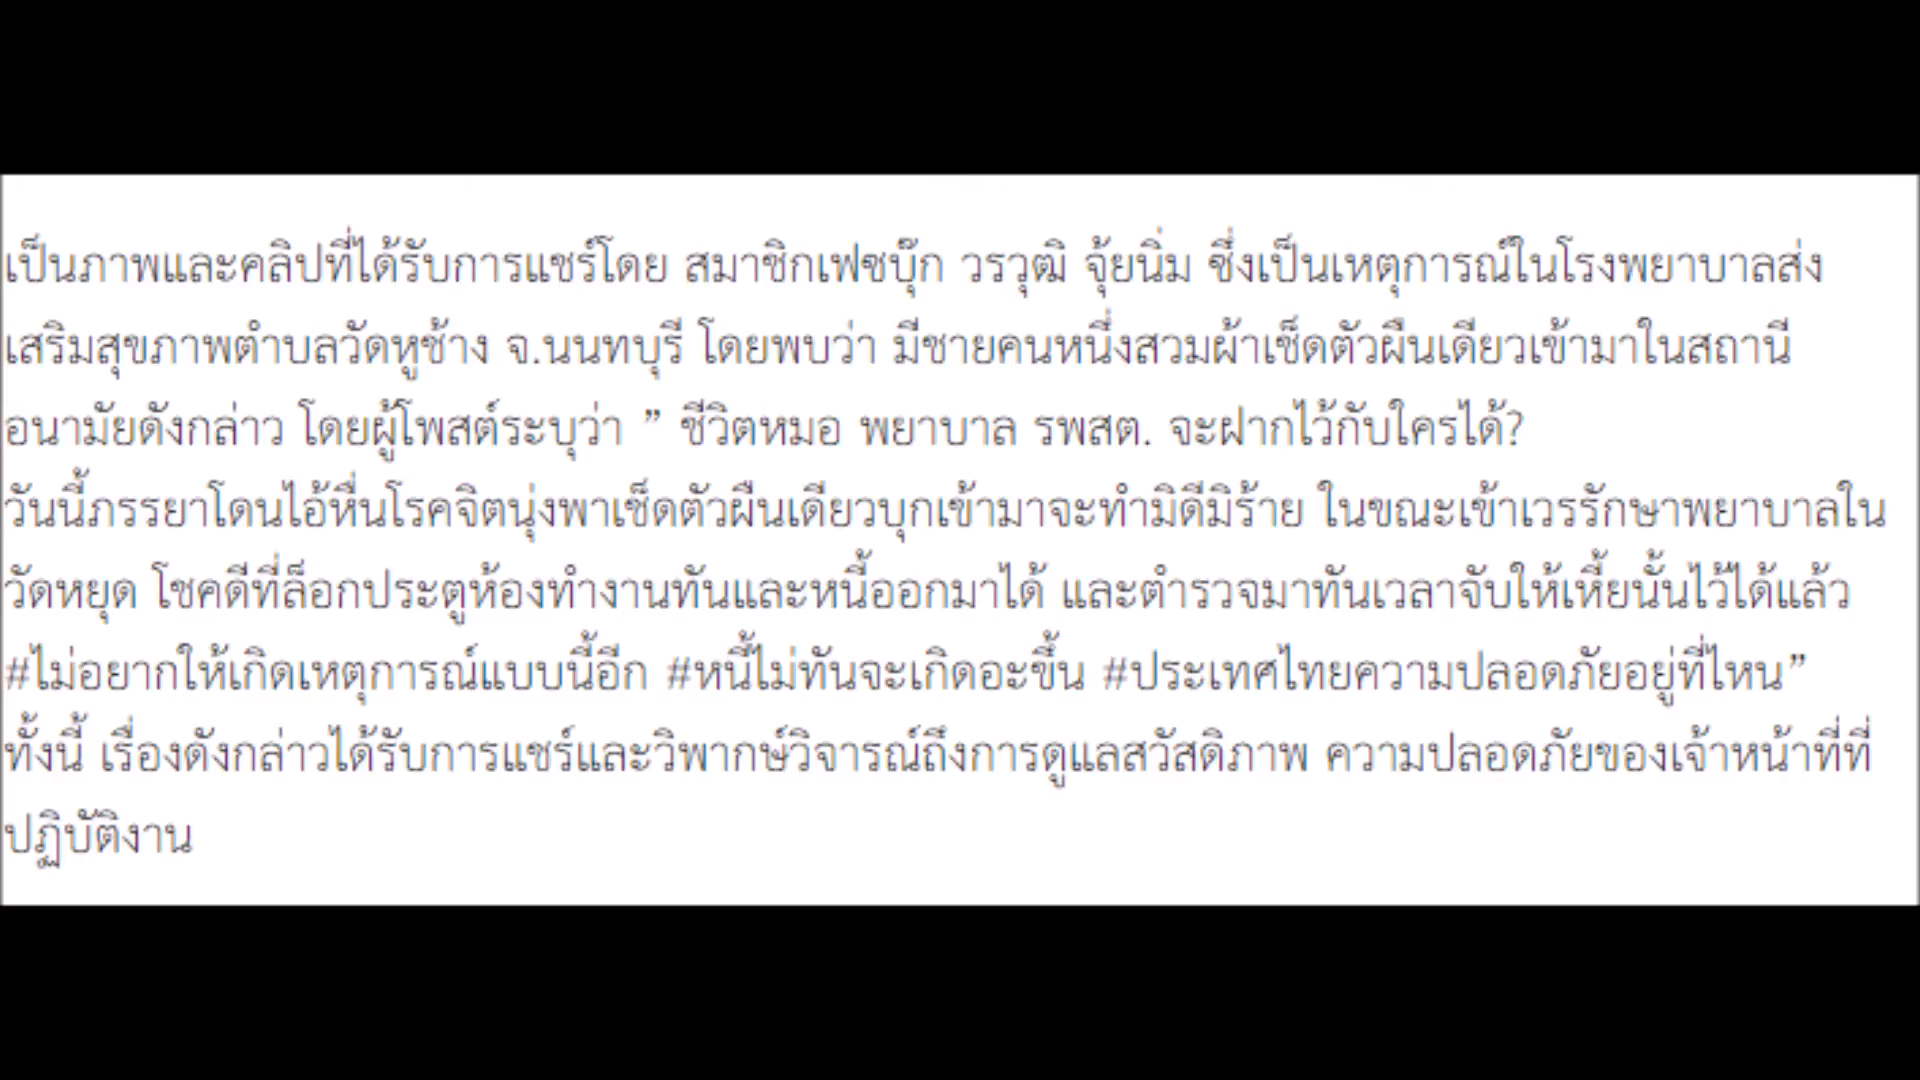 เป็นภาพและคลิปที่ได้รับการแชร์โดย สมาชิกเฟซบุ๊ก วรวุฒิ จุ้ยนิ่ม ซึ่งเป็นเหตุการณ์ในโรงพยาบาลส่ง
เสริมสุขภาพตำบลวัดหูช้าง จ.นนทบุรี โดยพบว่า มีชายคนหนึ่งสวมผ้าเช็ดตัวผืนเดียวเข้ามาในสถานี
อนามัยดังกล่าว โดยผู้โพสต์ระบุว่า ” ชีวิตหมอ พยาบาล รพสต. จะฝากไว้กับใครได้?
วันนี้ภรรยาโดนไอ้หื่นโรคจิตนุ่งพาเช็ดตัวผืนเดียวบุกเข้ามาจะทำมิดีมิร้าย ในขณะเข้าเวรรักษาพยาบาลใน
วัดหยุด โชคดีที่ล็อกประตูห้องทำงานทันและหนี้ออกมาได้ และตำรวจมาทันเวลาจับให้เหี้ยนั้นไว้ได้แล้ว
#ไม่อยากให้เกิดเหตุการณ์แบบนี้อีก #หนี้ไม่ทันจะเกิดอะขึ้น #ประเทศไทยความปลอดภัยอยู่ที่ไหน”
ทั้งนี้ เรื่องดังกล่าวได้รับการแชร์และวิพากษ์วิจารณ์ถึงการดูแลสวัสดิภาพ ความปลอดภัยของเจ้าหน้าที่ที่
ปฏิบัติงาน